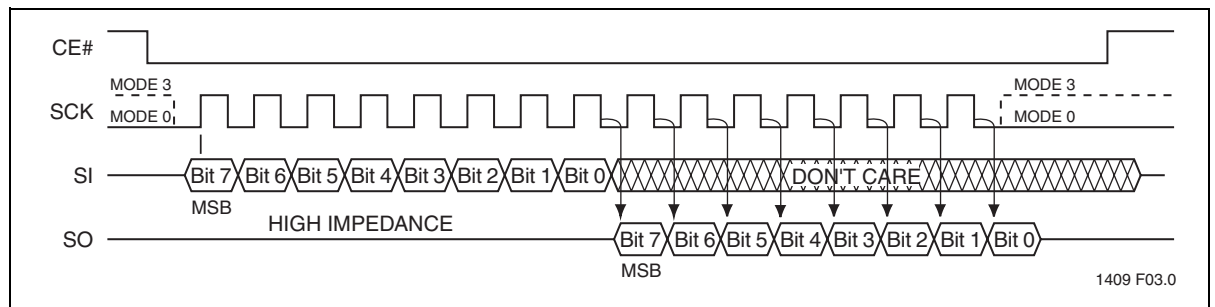 CE#
MODE 3 MODE 3
SCK MODE 0 MODE 0
SI Bit 7 Bit 6 Bit 5 Bit 4 Bit 3 Bit 2 Bit 1 Bit 0 DON'T CARE
MSB
HIGH IMPEDANCE
SO Bit 7 Bit 6 Bit 5 Bit 4 Bit 3 Bit 2 Bit 1 Bit 0
MSB
1409 F03.0